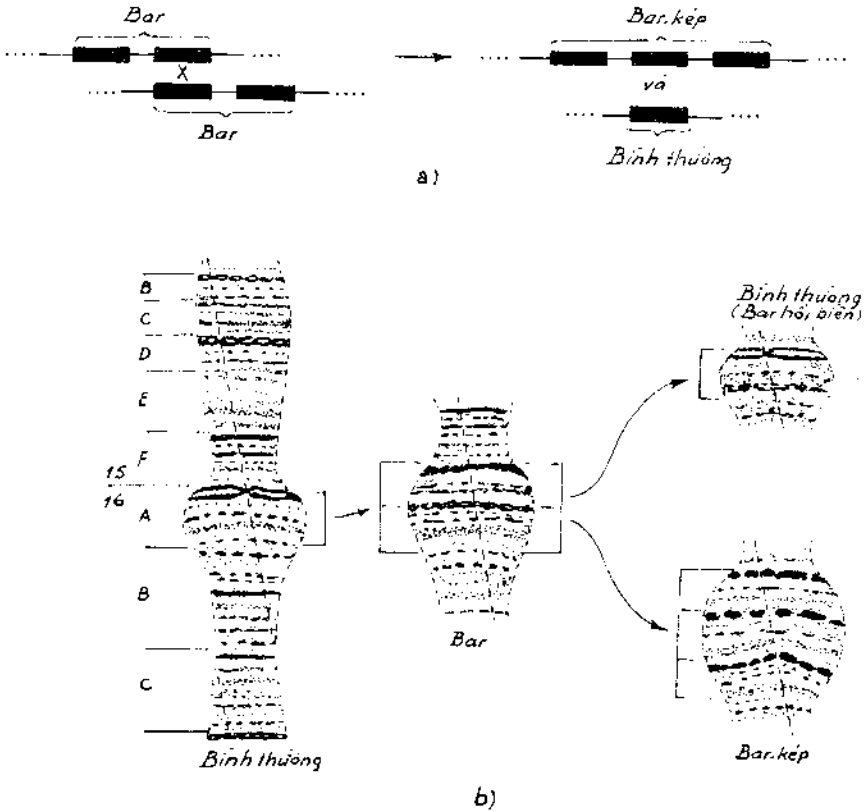 Bar
Bar.kép
X
và
Bar
Bình thường
a)
B
C
D
E
F
15
16
A
B
C
Bình thường
Bar
Bình thường
(Bar hồi biến)
Bar.kép
b)